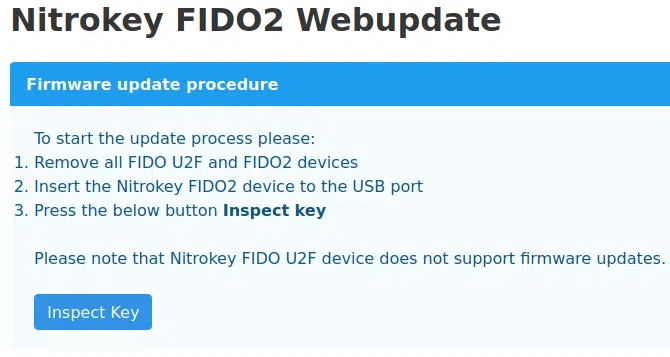 Nitrokey FIDO2 Webupdate
Firmware update procedure
To start the update process please:
1. Remove all FIDO U2F and FIDO2 devices
2. Insert the Nitrokey FIDO2 device to the USB port
3. Press the below button Inspect key
Please note that Nitrokey FIDO U2F device does not support firmware updates.
Inspect Key